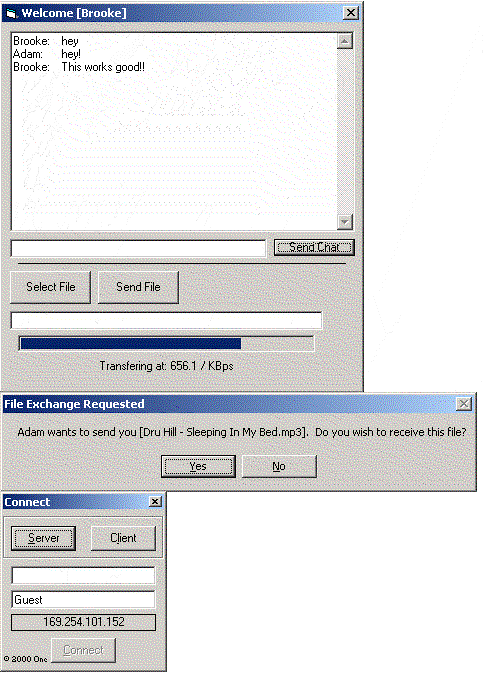 Welcome [Brooke]
Brooke: hey
Adam: hey!
Brooke: This works good!!
Send Chat
Select File
Send File
Transfering at: 656.1 / KBps
File Exchange Requested
Adam wants to send you [Dru Hill - Sleeping In My Bed.mp3]. Do you wish to receive this file?
Yes
No
Connect
Server
Client
Guest
169.254.101.152
© 2000 One
Connect